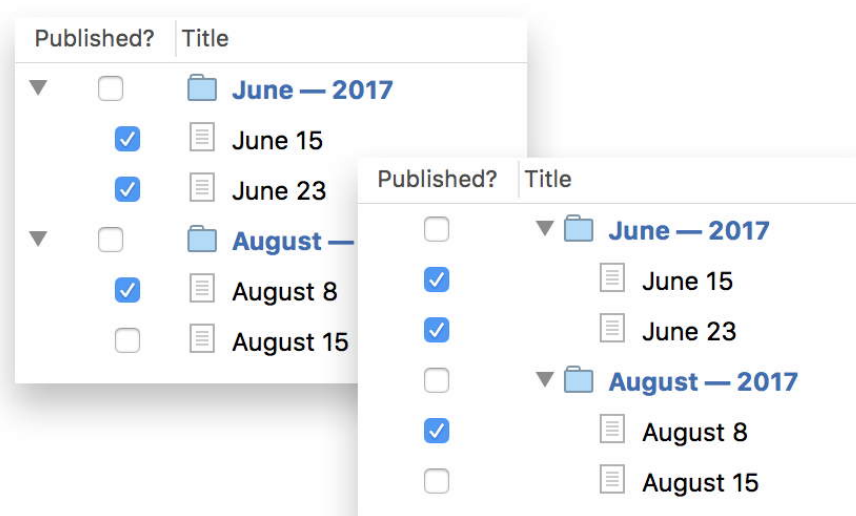 Published? Title
June — 2017
June 15
June 23
August —
August 8
August 15
Published? Title
June — 2017
June 15
June 23
August — 2017
August 8
August 15